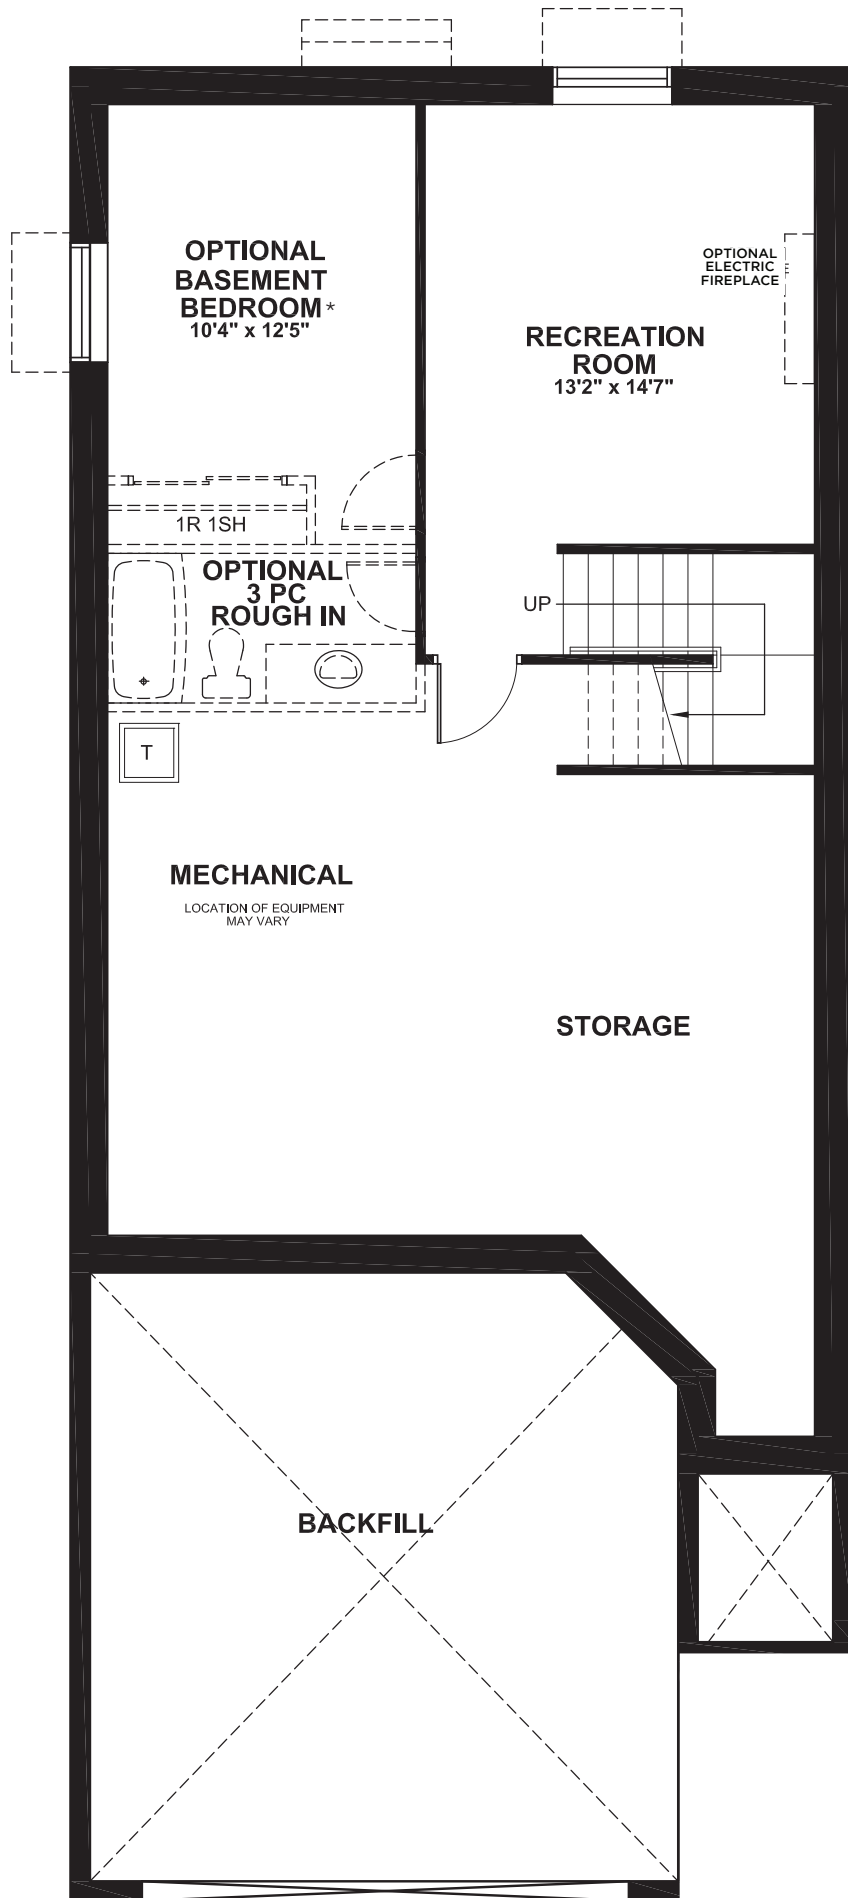 OPTIONAL
BASEMENT
BEDROOM*
10'4" x 12'5"
OPTIONAL
ELECTRIC
FIREPLACE
RECREATION
ROOM
13'2" x 14'7"
1R 1SH
OPTIONAL
3 PC
ROUGH IN
UP
T
MECHANICAL
LOCATION OF EQUIPMENT
MAY VARY
STORAGE
BACKFILL